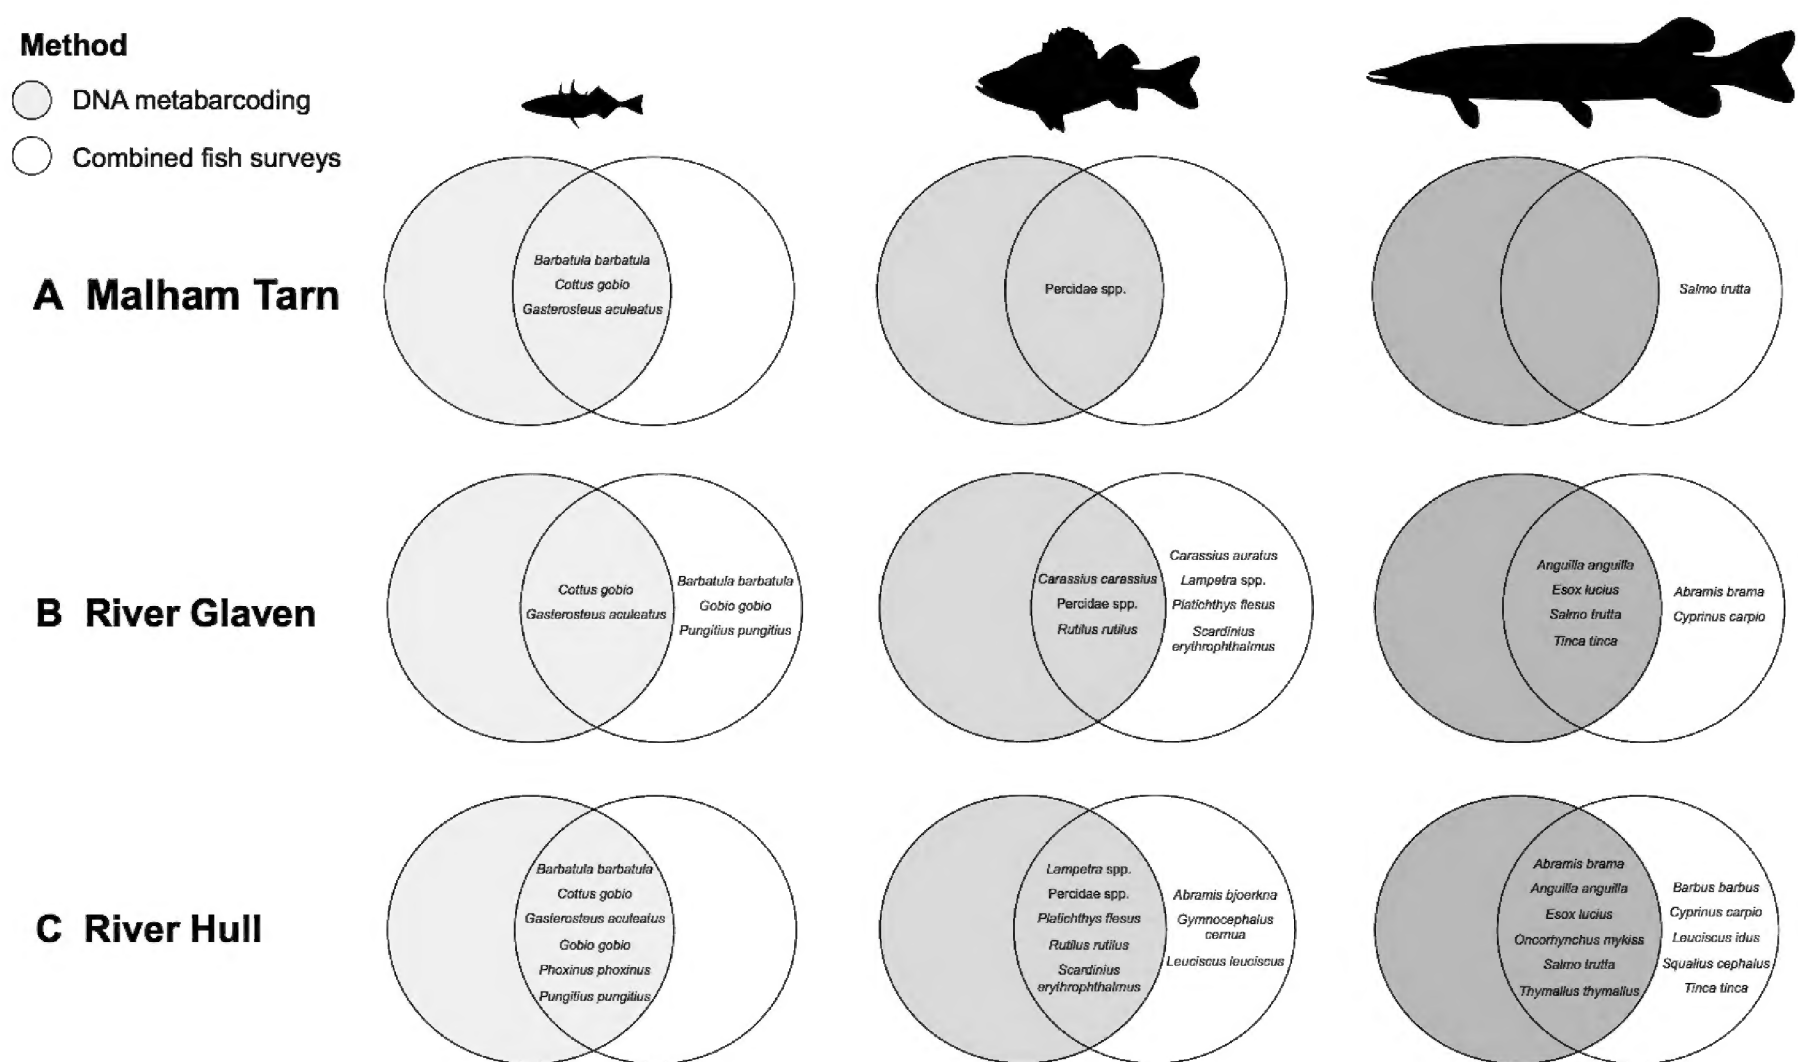 Method
DNA metabarcoding
Combined fish surveys
A Malham Tarn
Barbatula barbatula
Cottus gobio
Gasterosteus aculeatus
Percidae spp.
Salmo trutta
B River Glaven
Cottus gobio
Gasterosteus aculeatus
Barbatula barbatula
Gobio gobio
Pungitius pungitius
Carassius carassius
Percidae spp.
Rutilus rutilus
Carassius auratus
Lampetra spp.
Platichthys flesus
Scardinius
erythrophthalmus
Anguilla anguilla
Esox lucius
Salmo trutta
Tinca tinca
Abramis brama
Cyprinus carpio
C River Hull
Barbatula barbatula
Cottus gobio
Gasterosteus aculeatus
Gobio gobio
Phoxinus phoxinus
Pungitius pungitius
Lampetra spp.
Percidae spp.
Platichthys flesus
Rutilus rutilus
Scardinius
erythrophthalmus
Abramis bjoerkna
Gymnocephalus
cernua
Leuciscus leuciscus
Abramis brama
Anguilla anguilla
Esox lucius
Oncorhynchus mykiss
Salmo trutta
Thymallus thymallus
Barbus barbus
Cyprinus carpio
Leuciscus idus
Squalius cephalus
Tinca tinca